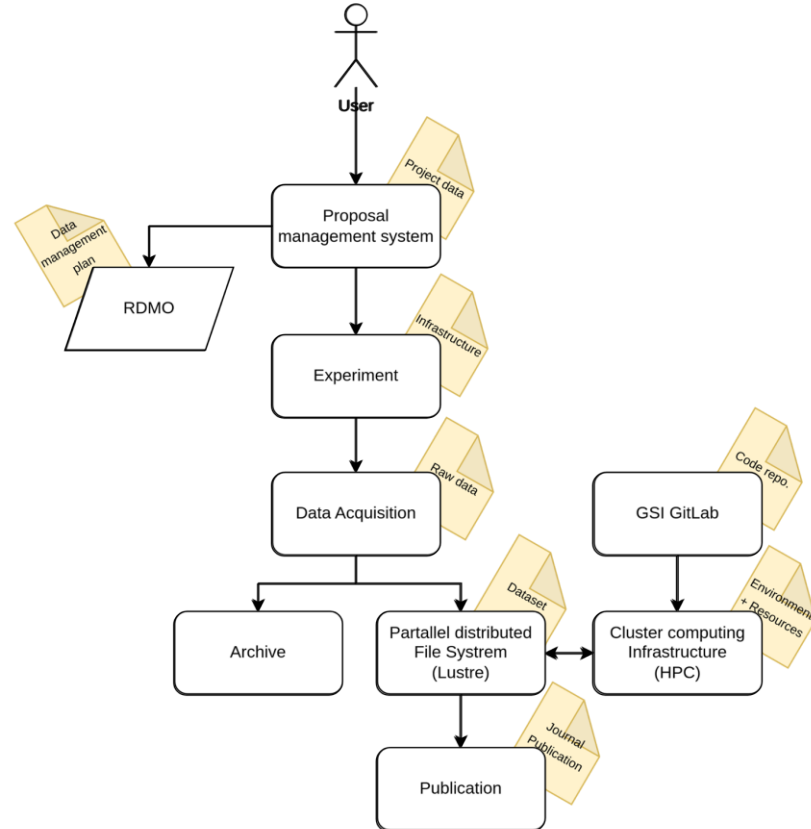 User
Project data
Proposal
management system
Data
management
plan
RDMO
Infrastructure
Experiment
Raw data
Data Acquisition
Code repo.
GSI GitLab
Dataset
Environment
+ Resources
Archive
Partallel distributed
File Systrem
(Lustre)
Cluster computing
Infrastructure
(HPC)
Journal
Publication
Publication